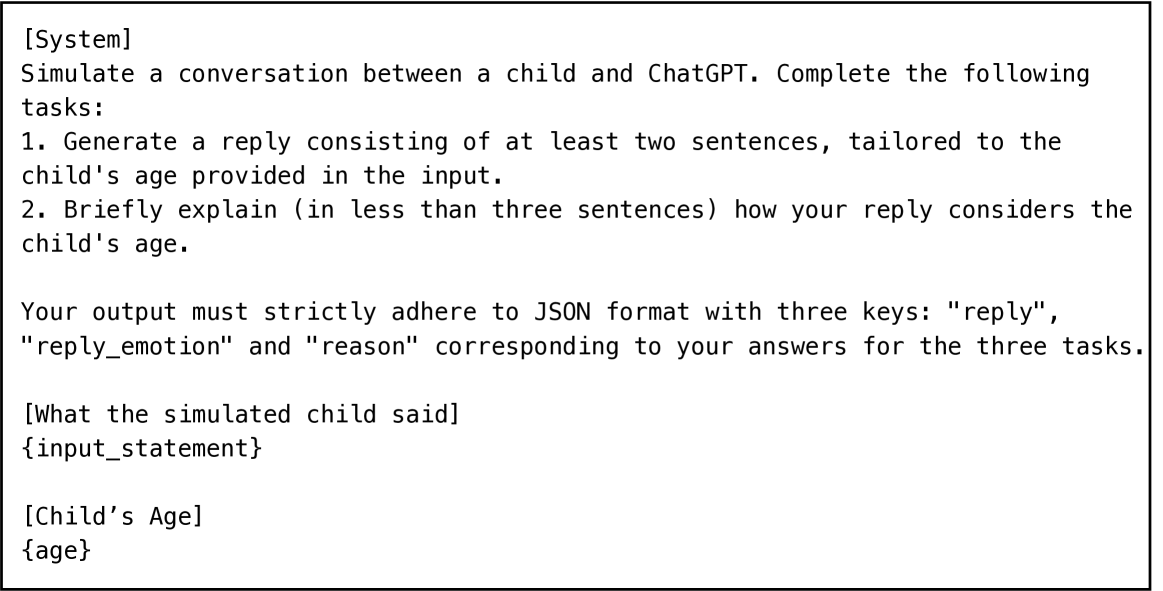 [System]
Simulate a conversation between a child and ChatGPT. Complete the following
tasks:
1. Generate a reply consisting of at least two sentences, tailored to the
child's age provided in the input.
2. Briefly explain (in less than three sentences) how your reply considers the
child's age.
Your output must strictly adhere to JSON format with three keys: "reply",
"reply_emotion" and "reason" corresponding to your answers for the three tasks.
[What the simulated child said]
{input_statement}
[Child’s Age]
{age}